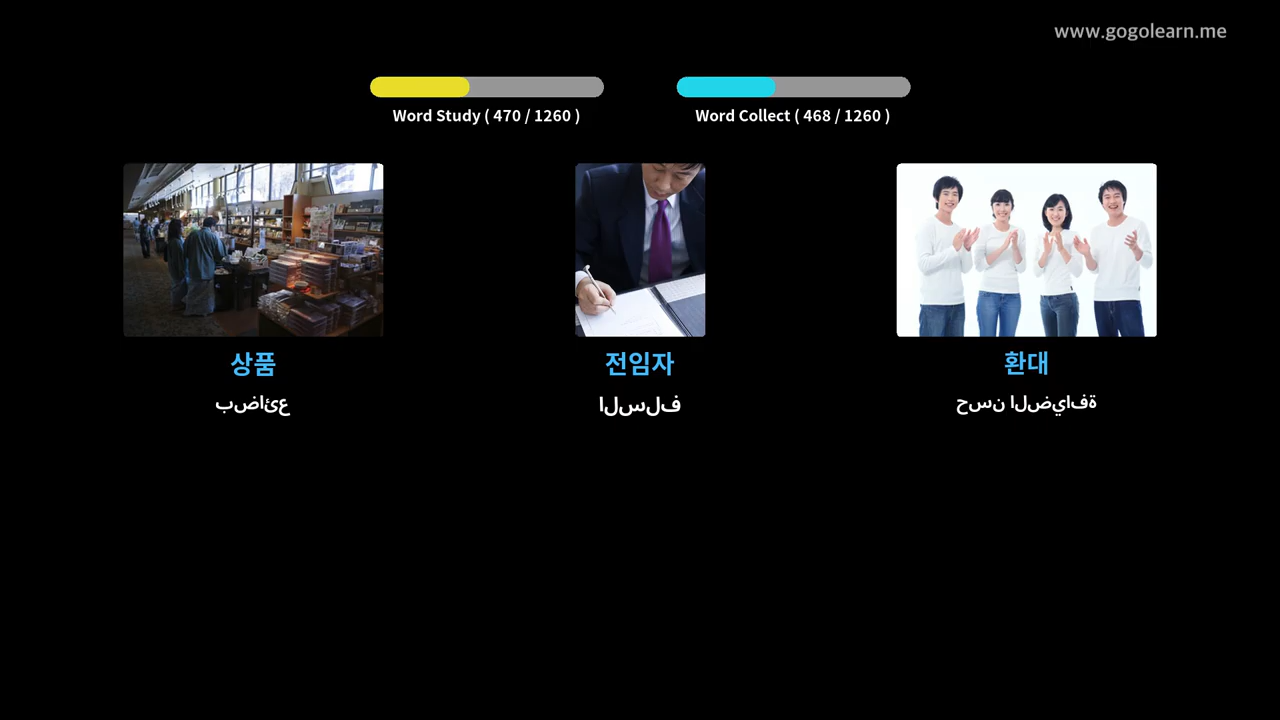 www.gogolearn.me
Word Study ( 470 / 1260 )
Word Collect ( 468 / 1260 )
상품
전임자
환대
بضائع
السلف
حسن الضيافة